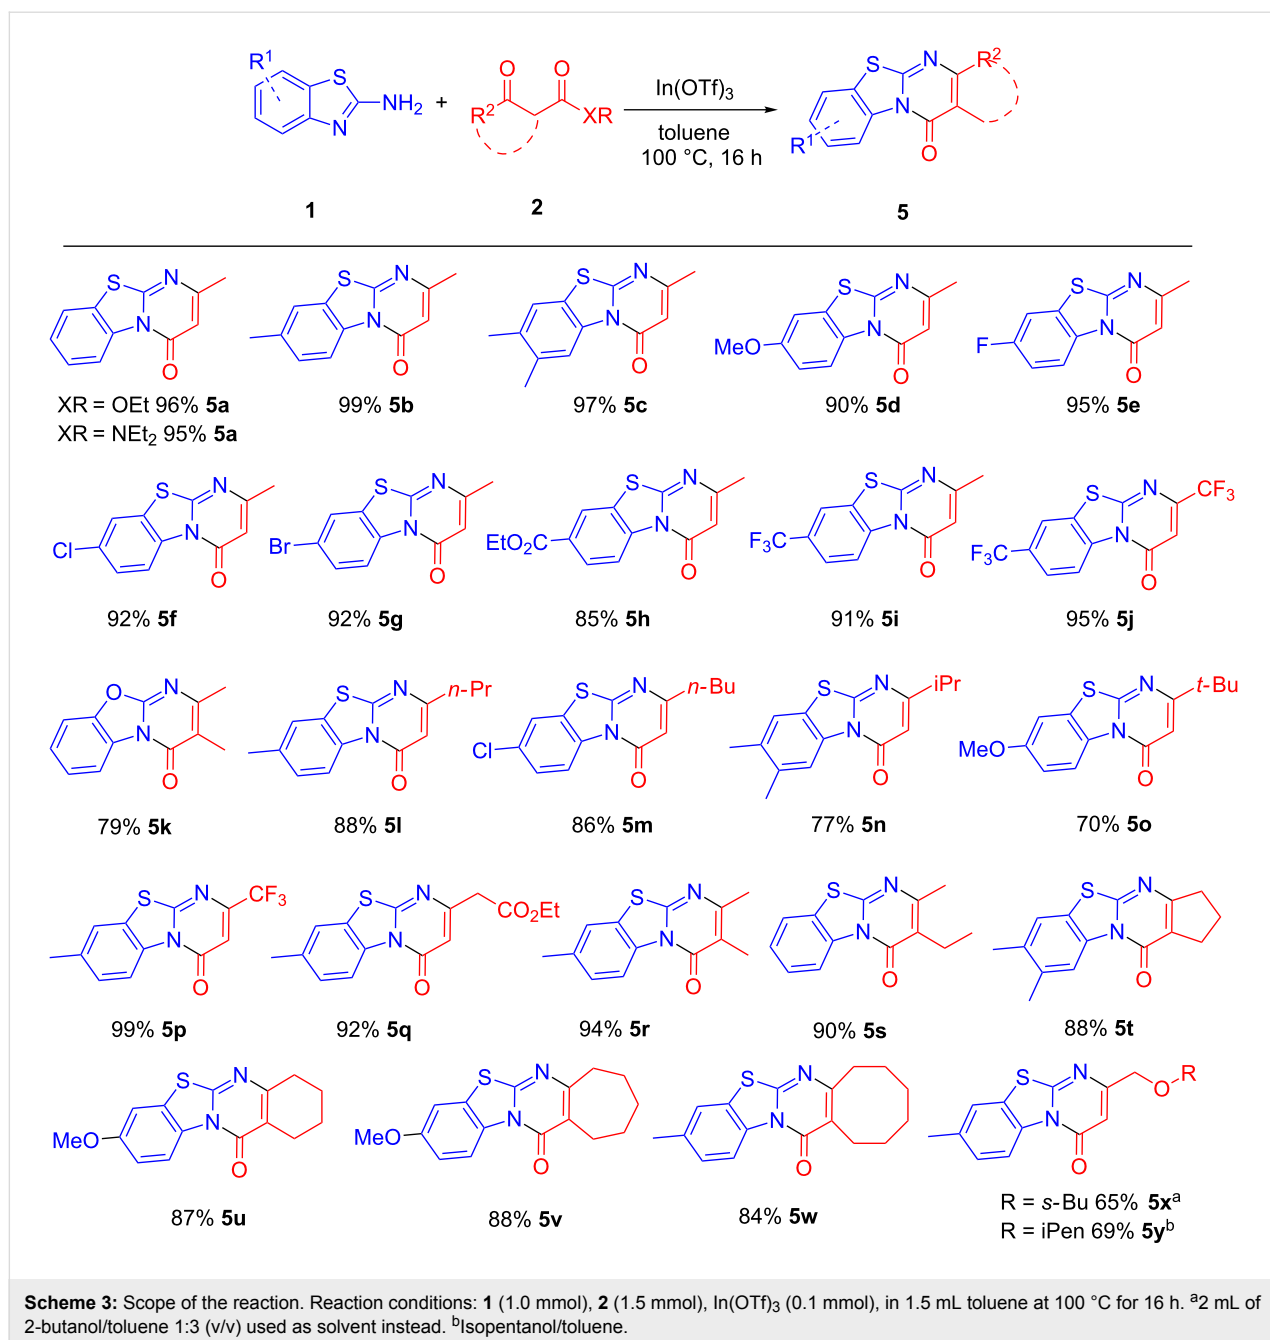 R1
S
N
NH2
+
O O
R2
XR
In(OTf)3
toluene
100 °C, 16 h
S N R2
N
R1
O
1 2 5
S N
N
O
XR = OEt 96% 5a
XR = NEt2 95% 5a
S N
N
O
99% 5b
S N
N
O
97% 5c
S N
N
MeO
O
90% 5d
S N
N
F
O
95% 5e
S N
N
Cl
O
92% 5f
S N
N
Br
O
92% 5g
S N
N
EtO2C
O
85% 5h
S N
N
F3C
O
91% 5i
S N CF3
N
F3C
O
95% 5j
O N
N
O
79% 5k
S N n-Pr
N
O
88% 5l
S N n-Bu
N
Cl
O
86% 5m
S N iPr
N
O
77% 5n
S N t-Bu
N
MeO
O
70% 5o
S N CF3
N
O
99% 5p
S N
CO2Et
N
O
92% 5q
S N
N
O
94% 5r
S N
N
O
90% 5s
S N
N
O
88% 5t
S N
N
MeO
O
87% 5u
S N
N
MeO
O
88% 5v
S N
N
O
84% 5w
S N O R
N
O
R = s-Bu 65% 5xa
R = iPen 69% 5yb
Scheme 3: Scope of the reaction. Reaction conditions: 1 (1.0 mmol), 2 (1.5 mmol), In(OTf)3 (0.1 mmol), in 1.5 mL toluene at 100 °C for 16 h. a2 mL of
2-butanol/toluene 1:3 (v/v) used as solvent instead. bIsopentanol/toluene.